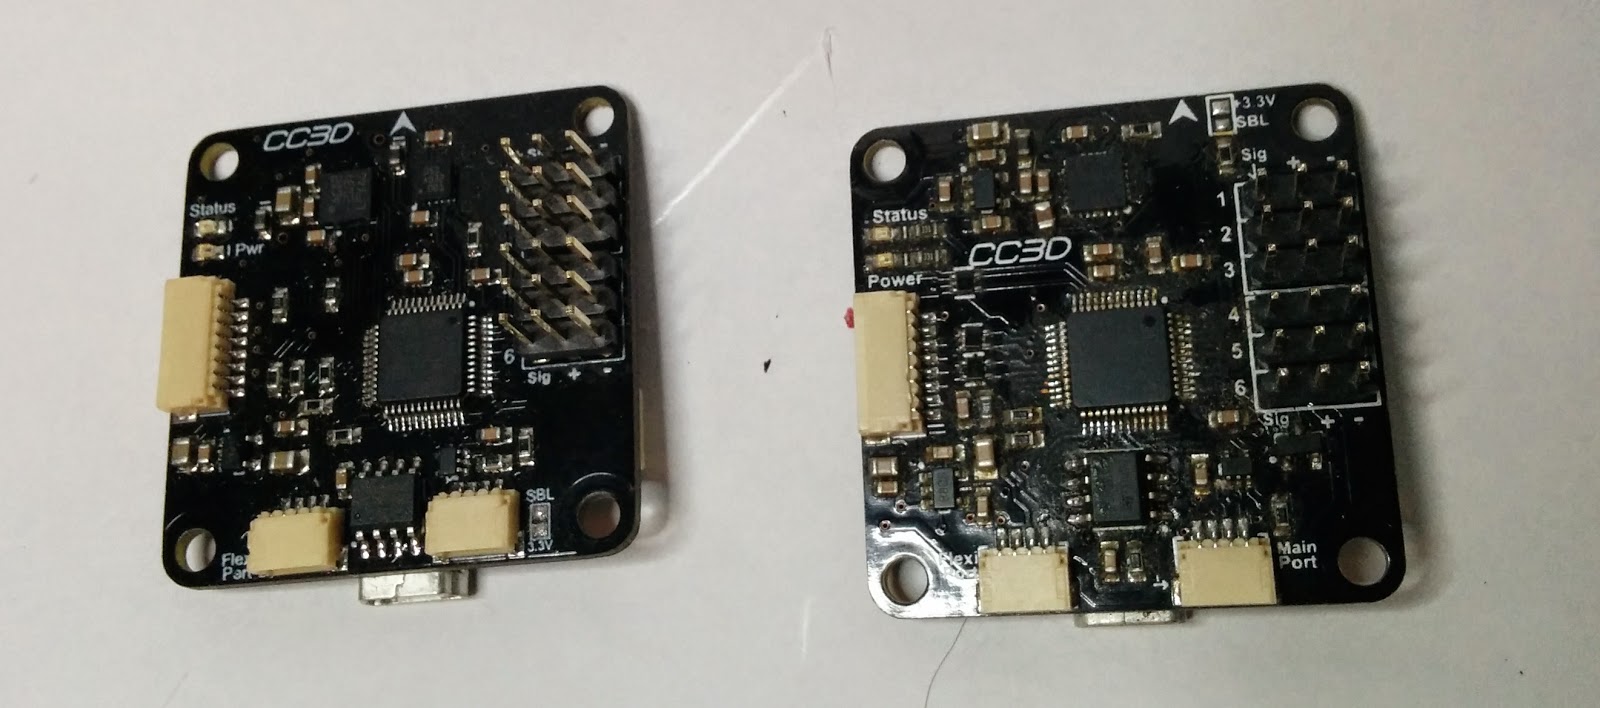 CC3D
Status
Pwr
6
Sig + -
SBL
3.3V
+3.3V
SBL
Sig + -
1
Status
2
CC3D
3
Power
4
5
6
Sig + -
Main
Port